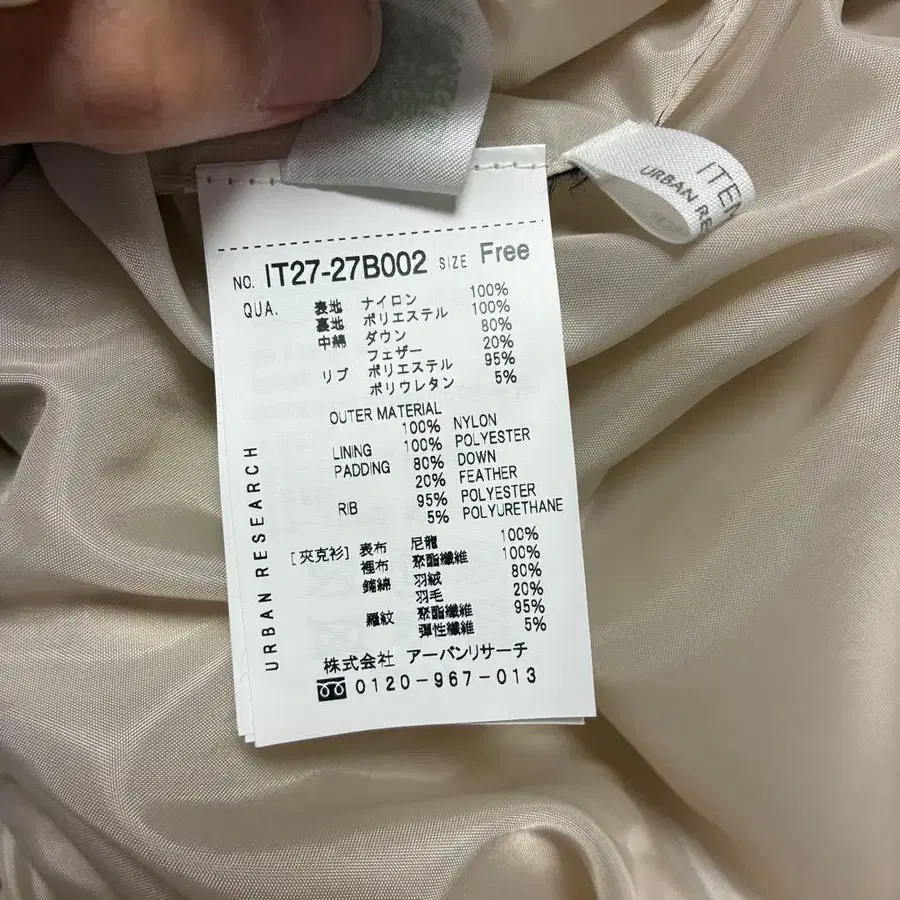 ITEM
URBAN RE
NO. IT27-27B002 SIZE Free
QUA. 表地 ナイロン 100%
裏地 ポリエステル 100%
中綿 ダウン 80%
フェザー 20%
リブ ポリエステル 95%
ポリウレタン 5%
OUTER MATERIAL
100% NYLON
LINING 100% POLYESTER
PADDING 80% DOWN
20% FEATHER
RIB 95% POLYESTER
5% POLYURETHANE
[夾克衫] 表布 尼龍 100%
裡布 聚酯纖維 100%
鋪綿 羽絨 80%
羽毛 20%
羅紋 聚酯纖維 95%
彈性纖維 5%
株式会社 アーバンリサーチ
0120-967-013
URBAN RESEARCH